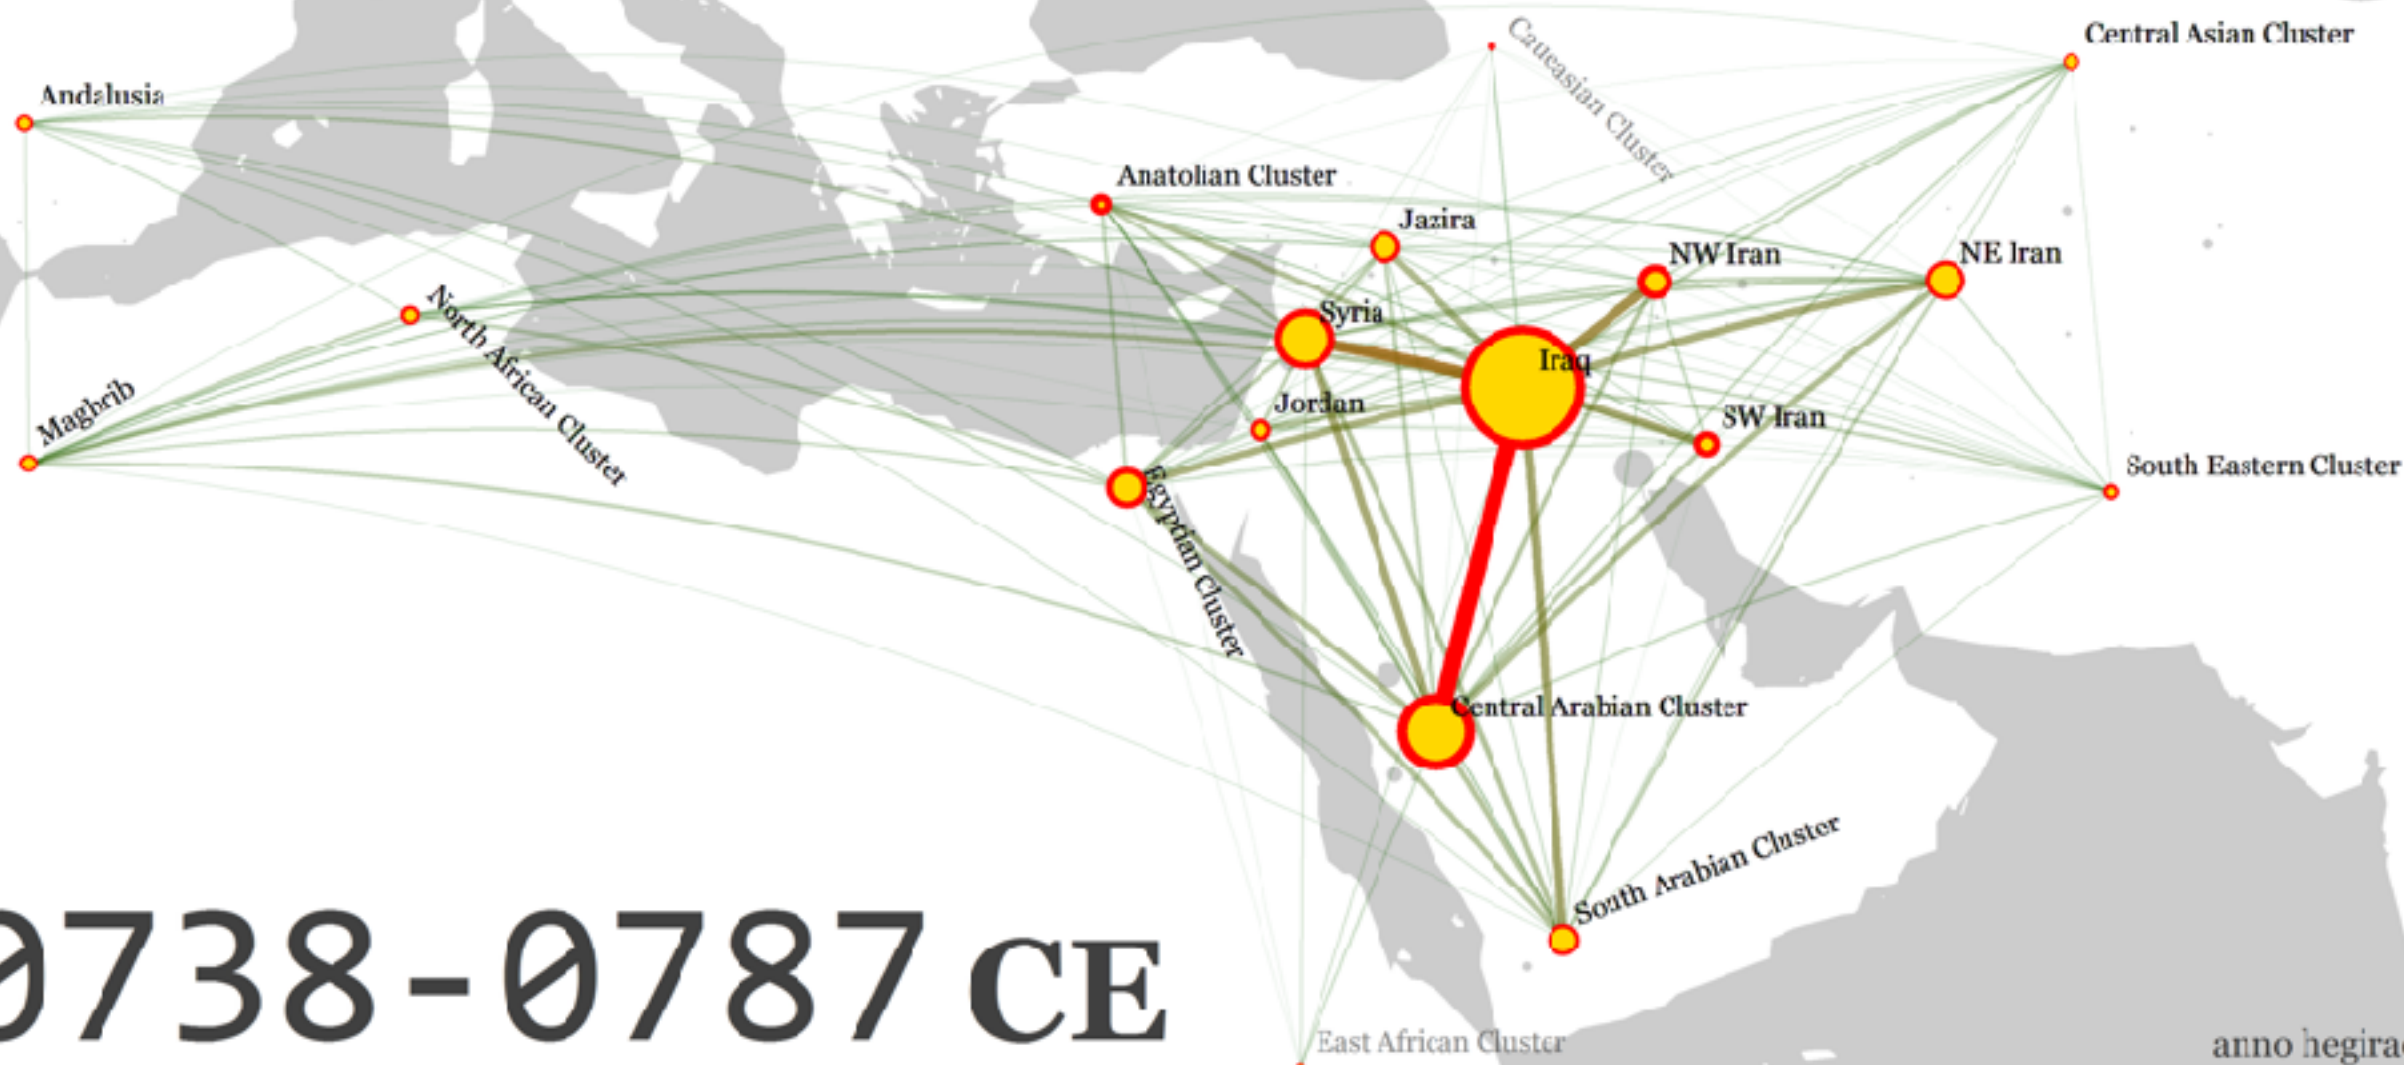 Central Asian Cluster
Caucasian Cluster
Andalusia
Anatolian Cluster
Jazira
NW Iran
NE Iran
North African Cluster
Syria
Iraq
Jordan
SW Iran
Maghrib
South Eastern Cluster
Egyptian Cluster
Central Arabian Cluster
South Arabian Cluster
0738-0787 CE
East African Cluster
anno hegira